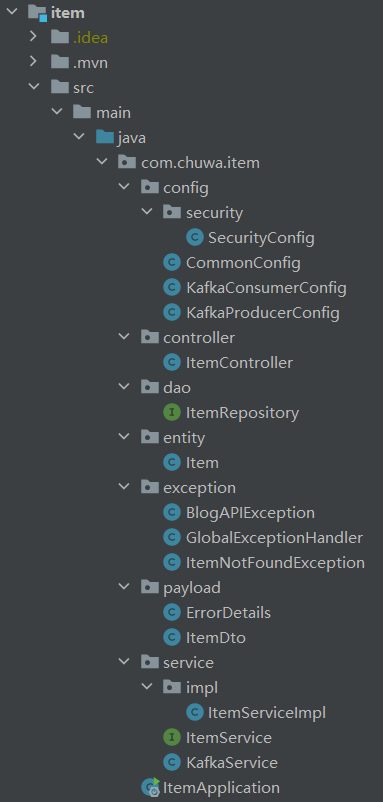 item
.idea
.mvn
src
main
java
com.chuwa.item
config
security
SecurityConfig
CommonConfig
KafkaConsumerConfig
KafkaProducerConfig
controller
ItemController
dao
ItemRepository
entity
Item
exception
BlogAPIException
GlobalExceptionHandler
ItemNotFoundException
payload
ErrorDetails
ItemDto
service
impl
ItemServiceImpl
ItemService
KafkaService
ItemApplication